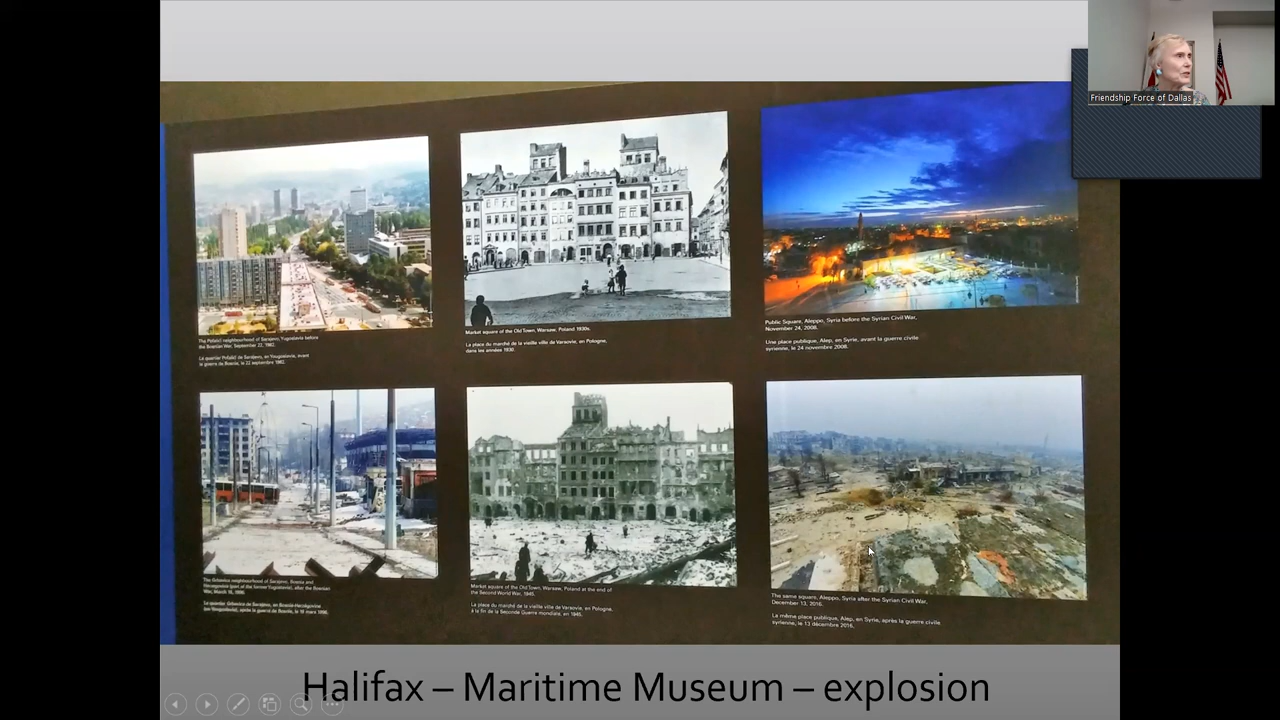 Friendship Force of Dallas
The Pofalići neighbourhood of Sarajevo, Yugoslavia before
the Bosnian War, September 22, 1982.
Le quartier Pofalići de Sarajevo, en Yougoslavie, avant
la guerre de Bosnie, le 22 septembre 1982.
Market square of the Old Town, Warsaw, Poland 1930s.
La place du marché de la vieille ville de Varsovie, en Pologne,
dans les années 1930.
Public Square, Aleppo, Syria before the Syrian Civil War,
November 24, 2008.
Une place publique, Alep, en Syrie, avant la guerre civile
syrienne, le 24 novembre 2008.
The Grbavica neighbourhood of Sarajevo, Bosnia and
Herzegovina (part of the former Yugoslavia), after the Bosnian
War, March 18, 1996.
Le quartier Grbavica de Sarajevo, en Bosnie-Herzégovine
(ex-Yougoslavie), après la guerre de Bosnie, le 18 mars 1996.
Market square of the Old Town, Warsaw, Poland at the end of
the Second World War, 1945.
La place du marché de la vieille ville de Varsovie, en Pologne,
à la fin de la Seconde Guerre mondiale, en 1945.
The same square, Aleppo, Syria after the Syrian Civil War,
December 13, 2016.
La même place publique, Alep, en Syrie, après la guerre civile
syrienne, le 13 décembre 2016.
Halifax – Maritime Museum – explosion